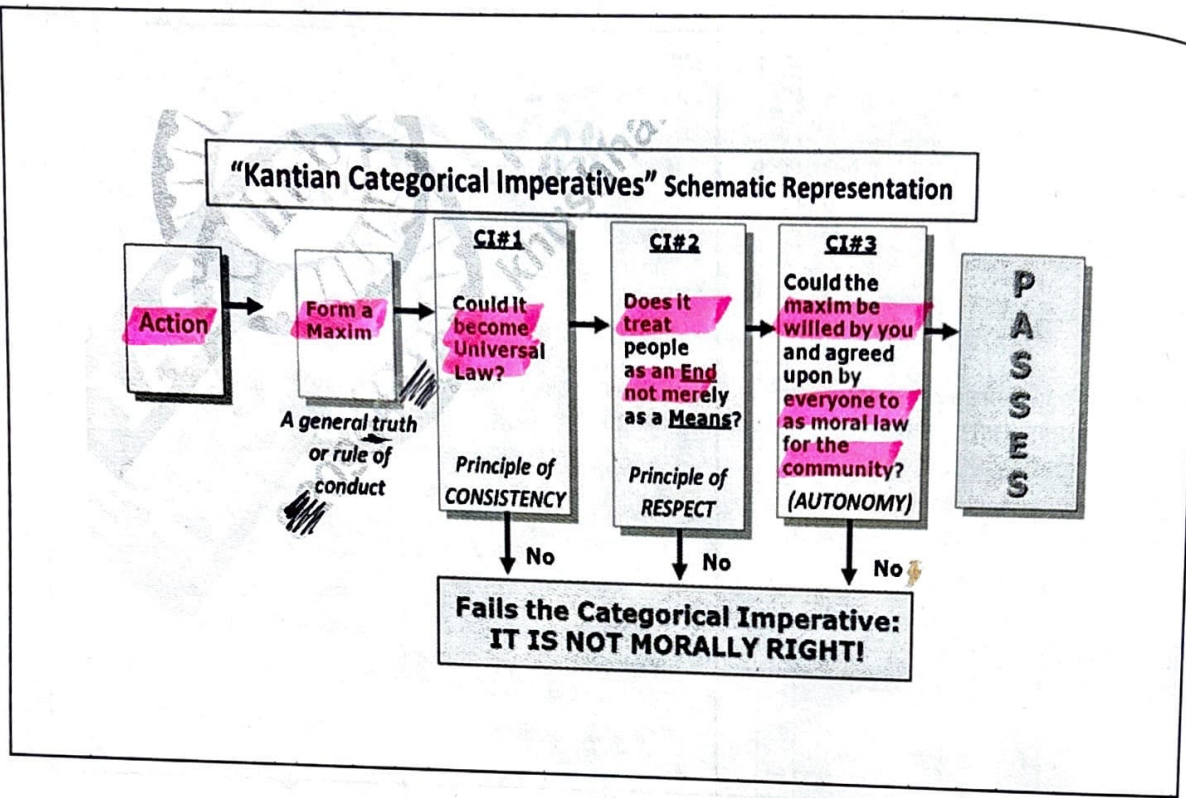 "Kantian Categorical Imperatives" Schematic Representation
Action
Form a
Maxim
A general truth
or rule of
conduct
CI#1
Could it
become
Universal
Law?
Principle of
CONSISTENCY
CI#2
Does it
treat
people
as an End
not merely
as a Means?
Principle of
RESPECT
CI#3
Could the
maxim be
willed by you
and agreed
upon by
everyone to
as moral law
for the
community?
(AUTONOMY)
PASSES
No
No
No
Fails the Categorical Imperative:
IT IS NOT MORALLY RIGHT!